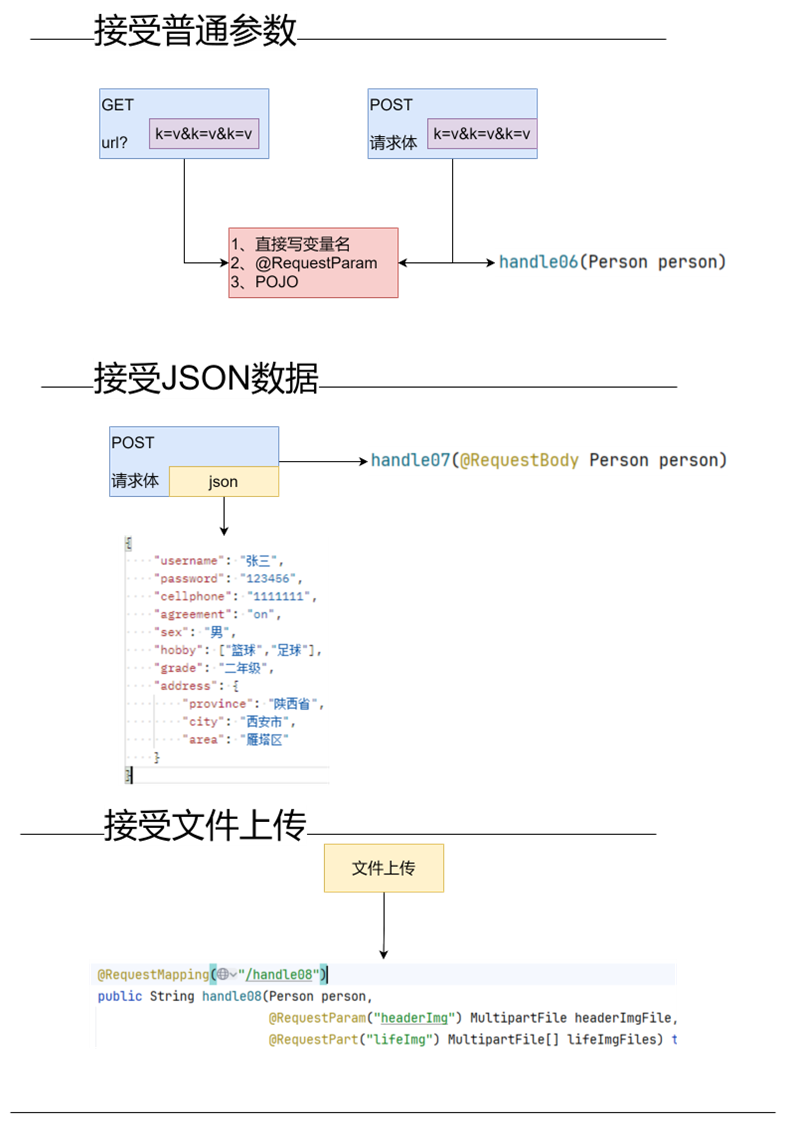 接受普通参数
GET
url?
k=v&k=v&k=v
POST
请求体
k=v&k=v&k=v
1、直接写变量名
2、@RequestParam
3、POJO
handle06(Person person)
接受JSON数据
POST
请求体
json
handle07(@RequestBody Person person)
{
"username": "张三",
"password": "123456",
"cellphone": "1111111",
"agreement": "on",
"sex": "男",
"hobby": ["篮球","足球"],
"grade": "二年级",
"address": {
"province": "陕西省",
"city": "西安市",
"area": "雁塔区"
}
}
接受文件上传
文件上传
@RequestMapping("/handle08")
public String handle08(Person person,
@RequestParam("headerImg") MultipartFile headerImgFile,
@RequestPart("lifeImg") MultipartFile[] lifeImgFiles) t